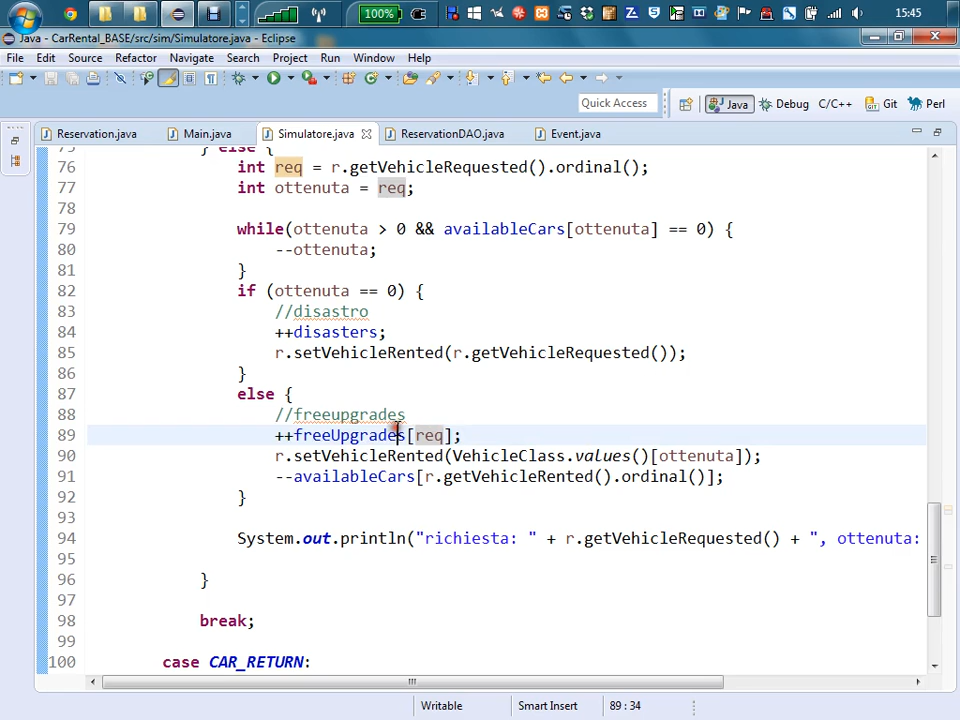 100%
15:45
Java - CarRental_BASE/src/sim/Simulatore.java - Eclipse
File Edit Source Refactor Navigate Search Project Run Window Help
Quick Access
Java Debug C/C++ Git Perl
Reservation.java Main.java Simulatore.java ReservationDAO.java Event.java
75 } else {
76 int req = r.getVehicleRequested().ordinal();
77 int ottenuta = req;
78
79 while(ottenuta > 0 && availableCars[ottenuta] == 0) {
80 --ottenuta;
81 }
82 if (ottenuta == 0) {
83 //disastro
84 ++disasters;
85 r.setVehicleRented(r.getVehicleRequested());
86 }
87 else {
88 //freeupgrades
89 ++freeUpgrades[req];
90 r.setVehicleRented(VehicleClass.values()[ottenuta]);
91 --availableCars[r.getVehicleRented().ordinal()];
92 }
93
94 System.out.println("richiesta: " + r.getVehicleRequested() + ", ottenuta:
95
96 }
97
98 break;
99
100 case CAR_RETURN:
Writable Smart Insert 89 : 34